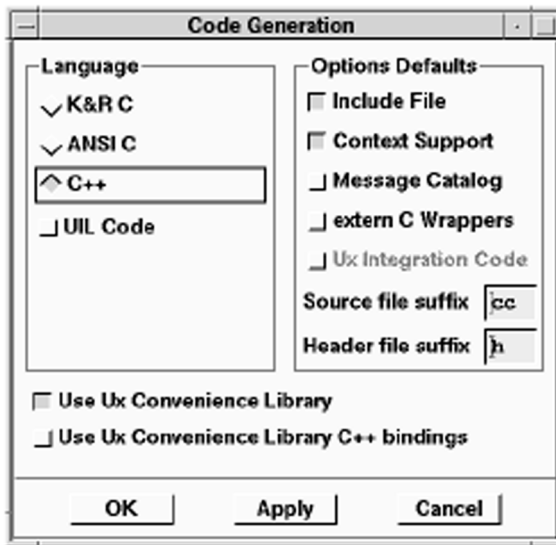 Code Generation
Language
K&R C
ANSI C
C++
UIL Code
Options Defaults
Include File
Context Support
Message Catalog
extern C Wrappers
Ux Integration Code
Source file suffix cc
Header file suffix h
Use Ux Convenience Library
Use Ux Convenience Library C++ bindings
OK Apply Cancel